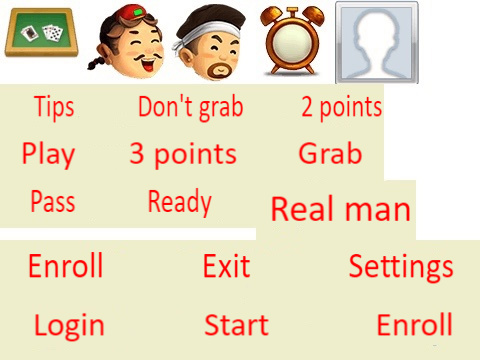 Tips Don't grab 2 points
Play 3 points Grab
Pass Ready Real man
Enroll Exit Settings
Login Start Enroll